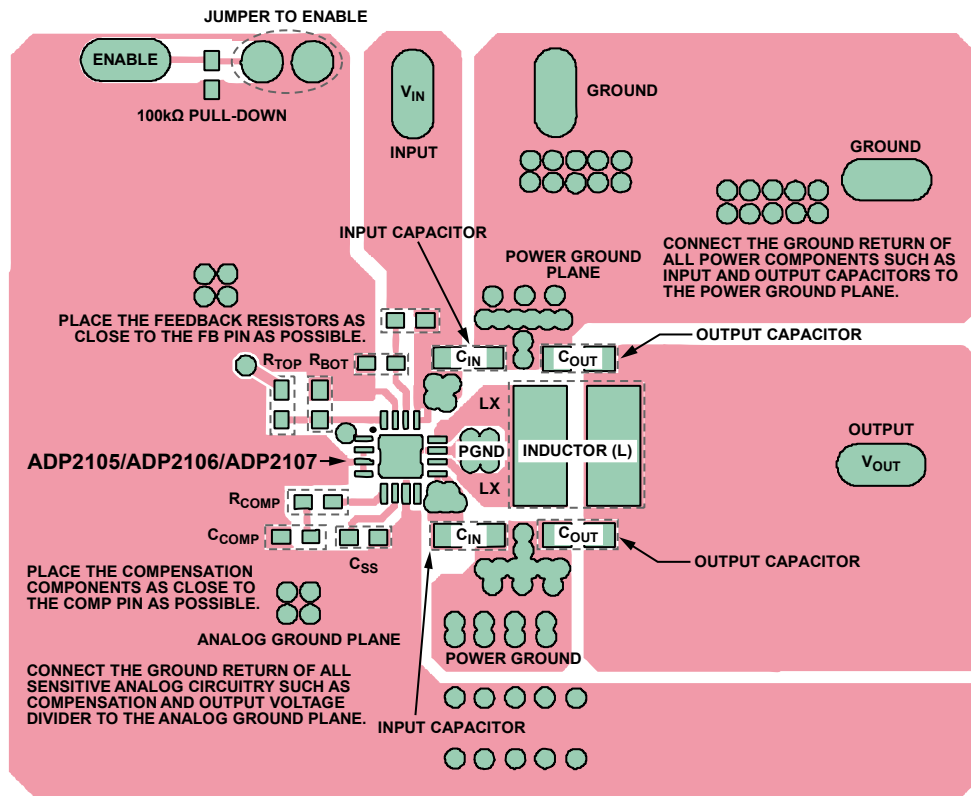 JUMPER TO ENABLE
ENABLE
100kΩ PULL-DOWN
VIN
INPUT
GROUND
GROUND
INPUT CAPACITOR
POWER GROUND
PLANE
CONNECT THE GROUND RETURN OF
ALL POWER COMPONENTS SUCH AS
INPUT AND OUTPUT CAPACITORS TO
THE POWER GROUND PLANE.
PLACE THE FEEDBACK RESISTORS AS
CLOSE TO THE FB PIN AS POSSIBLE.
OUTPUT CAPACITOR
RTOP
RBOT
CIN
COUT
LX
OUTPUT
VOUT
PGND
INDUCTOR (L)
ADP2105/ADP2106/ADP2107
LX
RCOMP
CCOMP
CSS
CIN
COUT
OUTPUT CAPACITOR
PLACE THE COMPENSATION
COMPONENTS AS CLOSE TO
THE COMP PIN AS POSSIBLE.
ANALOG GROUND PLANE
POWER GROUND
CONNECT THE GROUND RETURN OF ALL
SENSITIVE ANALOG CIRCUITRY SUCH AS
COMPENSATION AND OUTPUT VOLTAGE
DIVIDER TO THE ANALOG GROUND PLANE.
INPUT CAPACITOR